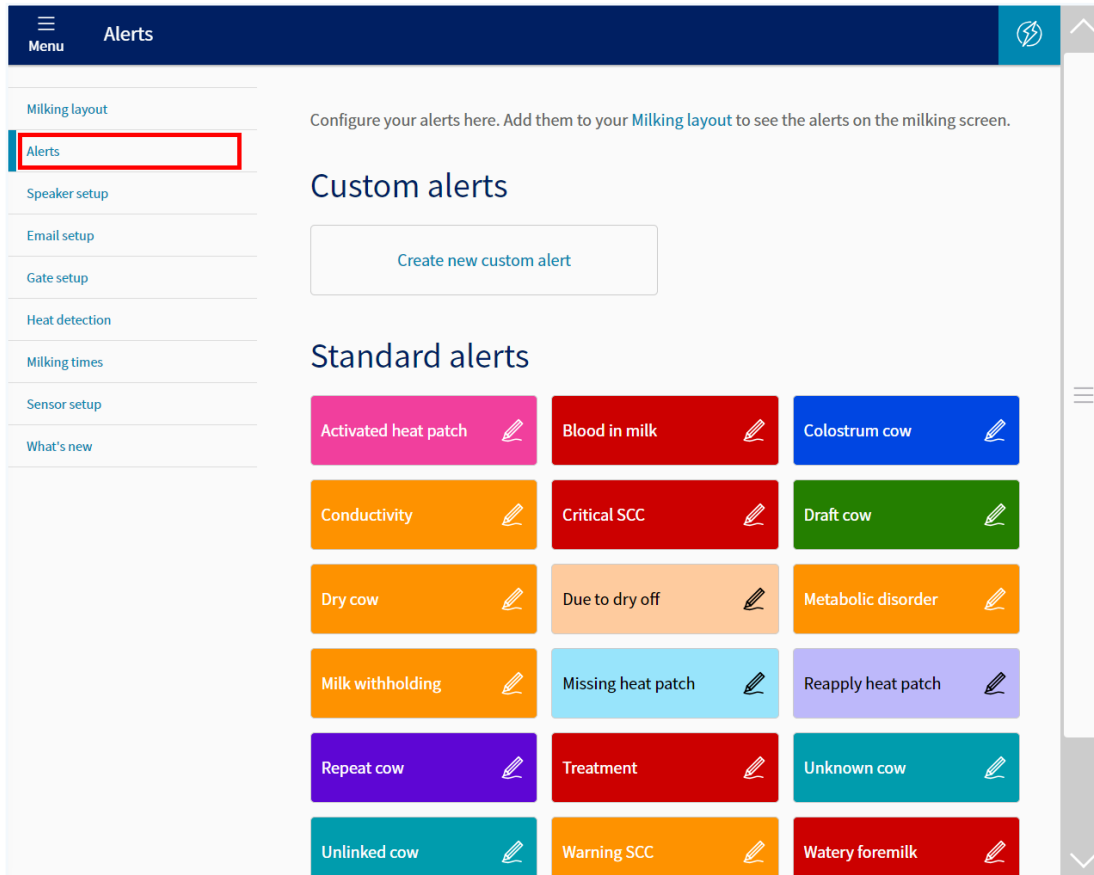 Menu
Alerts
Milking layout
Alerts
Speaker setup
Email setup
Gate setup
Heat detection
Milking times
Sensor setup
What's new
Configure your alerts here. Add them to your Milking layout to see the alerts on the milking screen.
Custom alerts
Create new custom alert
Standard alerts
Activated heat patch
Blood in milk
Colostrum cow
Conductivity
Critical SCC
Draft cow
Dry cow
Due to dry off
Metabolic disorder
Milk withholding
Missing heat patch
Reapply heat patch
Repeat cow
Treatment
Unknown cow
Unlinked cow
Warning SCC
Watery foremilk